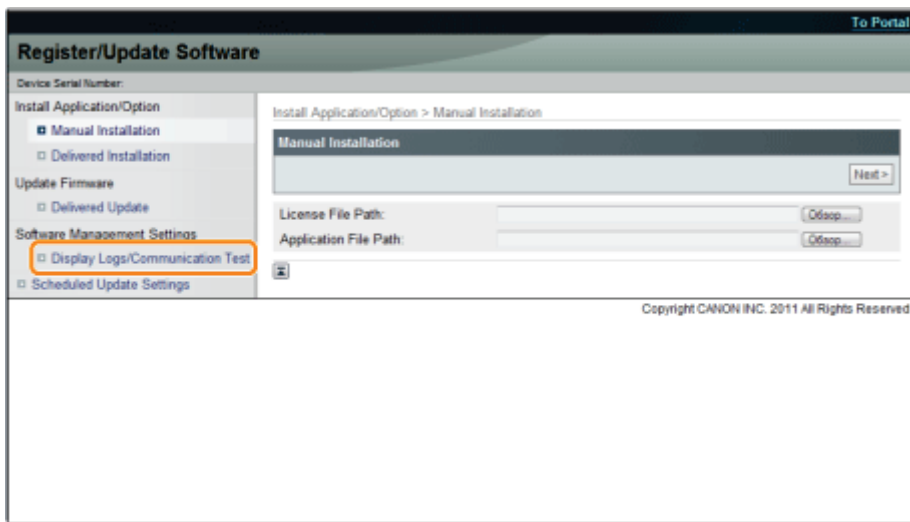 To Portal
Register/Update Software
Device Serial Number:
Install Application/Option
Manual Installation
Delivered Installation
Update Firmware
Delivered Update
Software Management Settings
Display Logs/Communication Test
Scheduled Update Settings
Install Application/Option > Manual Installation
Manual Installation
Next >
License File Path:
Обзор...
Application File Path:
Обзор...
Copyright CANON INC. 2011 All Rights Reserved